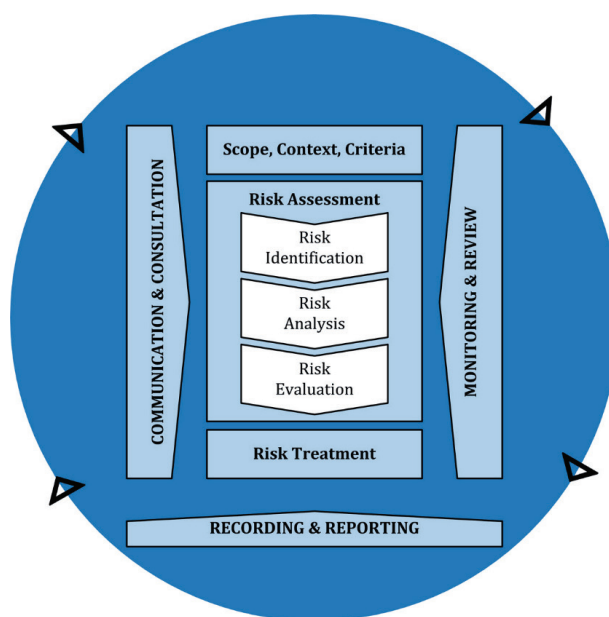 Scope, Context, Criteria
Risk Assessment
Risk
Identification
Risk
Analysis
Risk
Evaluation
Risk Treatment
COMMUNICATION & CONSULTATION
MONITORING & REVIEW
RECORDING & REPORTING